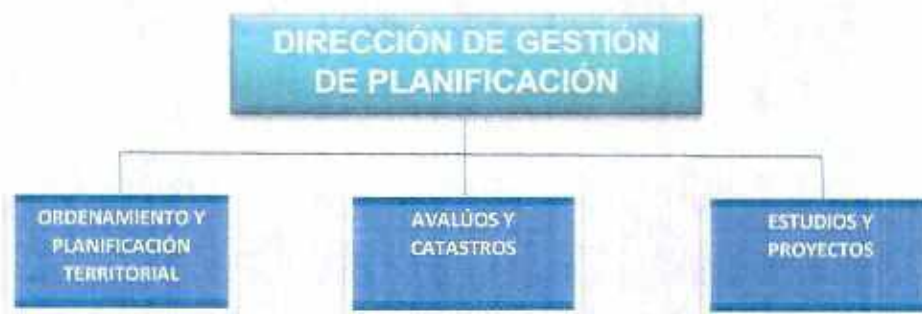 DIRECCIÓN DE GESTIÓN
DE PLANIFICACIÓN
ORDENAMIENTO Y
PLANIFICACIÓN
TERRITORIAL
AVALÚOS Y
CATASTROS
ESTUDIOS Y
PROYECTOS